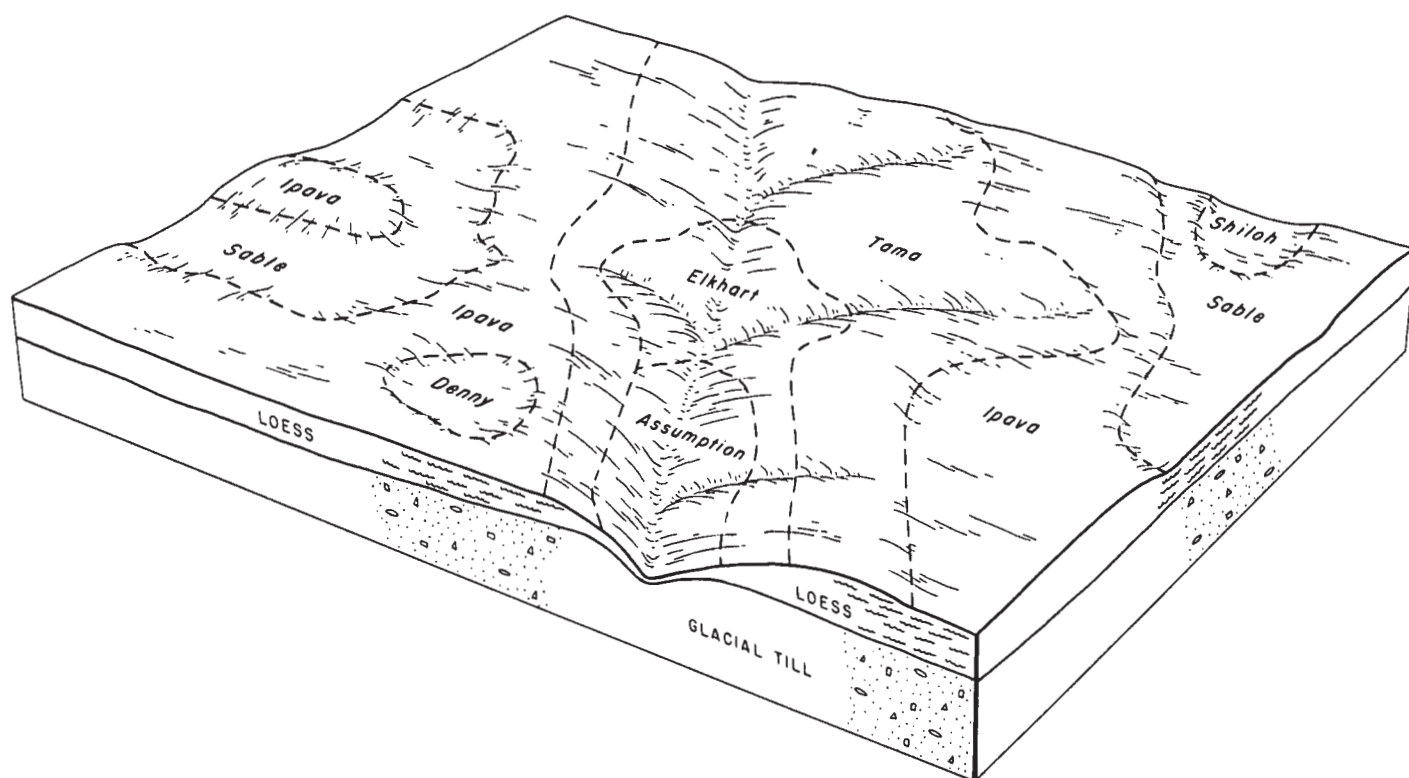 Ipava
Shiloh
Sable
Tama
Elkhart
Sable
Ipava
Denny
Assumption
Ipava
LOESS
LOESS
GLACIAL TILL